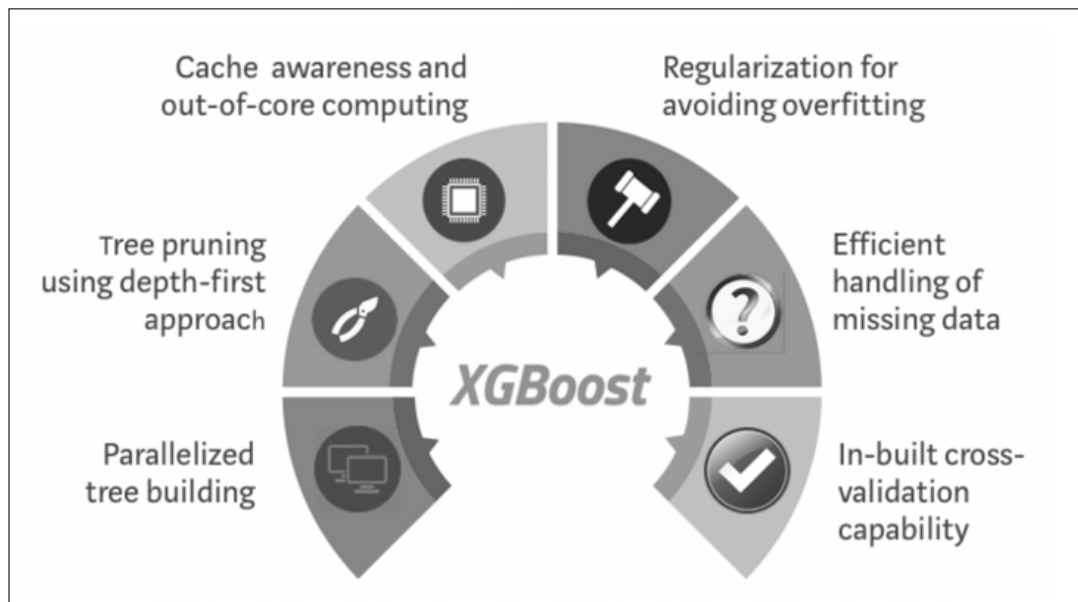 Cache awareness and
out-of-core computing
Regularization for
avoiding overfitting
Tree pruning
using depth-first
approach
Efficient
handling of
missing data
?
XGBoost
Parallelized
tree building
In-built cross-
validation
capability